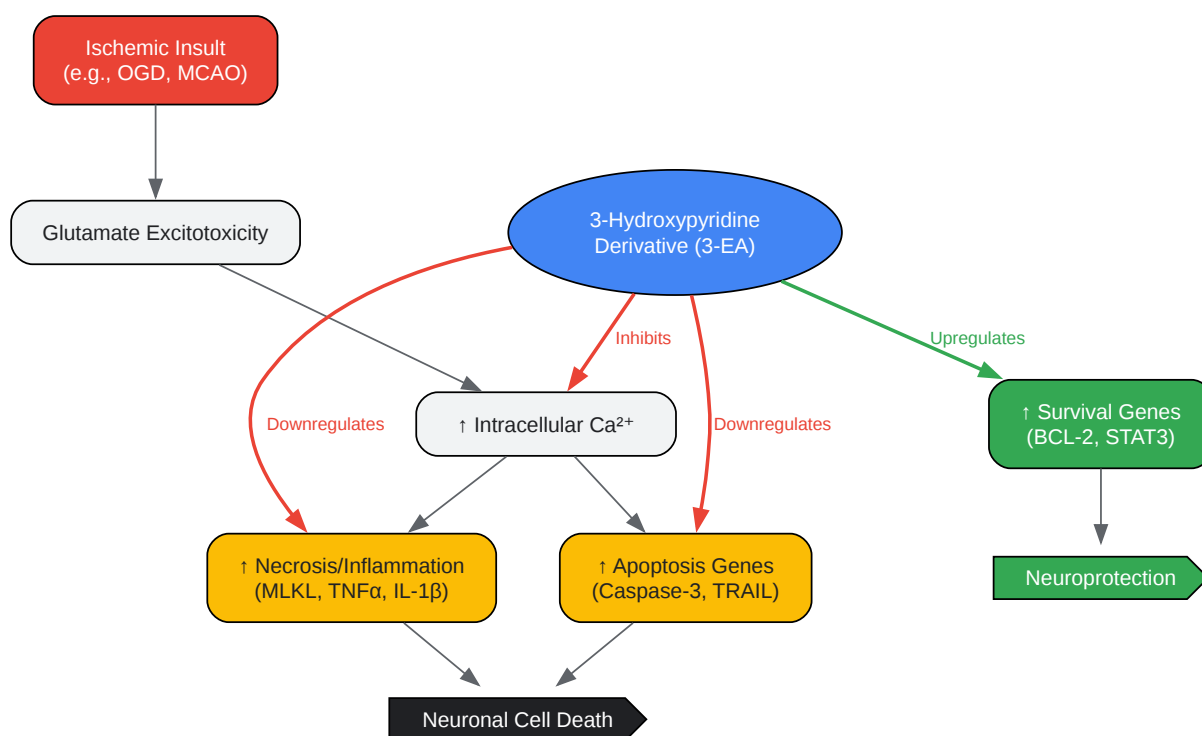 Ischemic Insult
(e.g., OGD, MCAO)
3-Hydroxypyridine
Derivative (3-EA)
Glutamate Excitotoxicity
Inhibits
Upregulates
Downregulates
↑ Intracellular Ca²⁺
Downregulates
↑ Survival Genes
(BCL-2, STAT3)
↑ Necrosis/Inflammation
(MLKL, TNFα, IL-1β)
↑ Apoptosis Genes
(Caspase-3, TRAIL)
Neuroprotection
Neuronal Cell Death